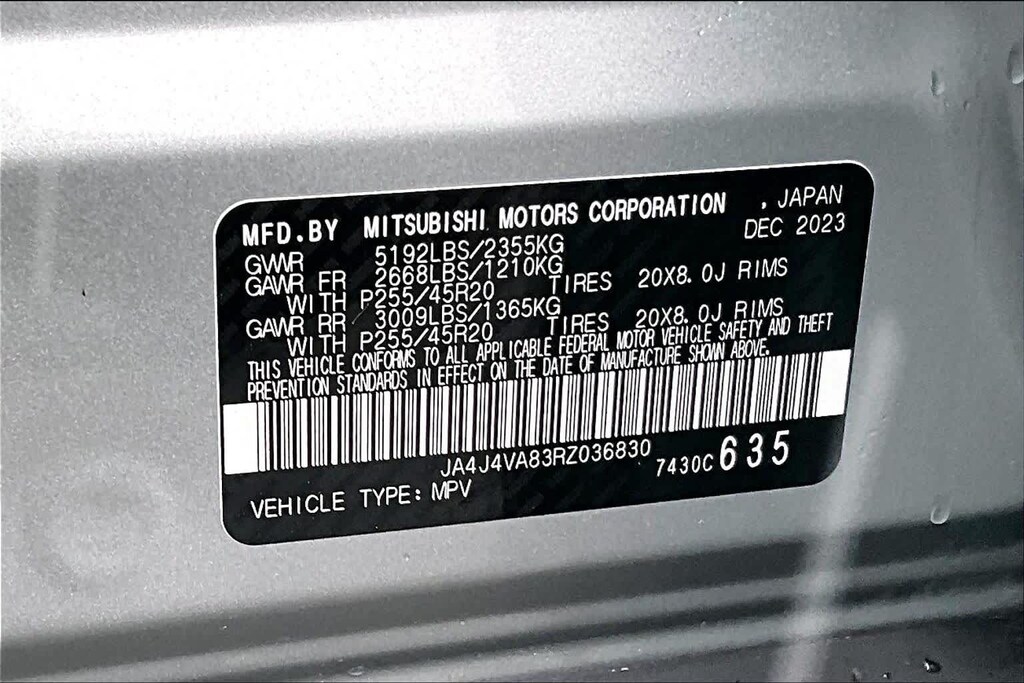 MFD.BY MITSUBISHI MOTORS CORPORATION , JAPAN
DEC 2023
GVWR 5192LBS/2355KG
GAWR FR 2668LBS/1210KG
WITH P255/45R20 TIRES 20X8.0J RIMS
GAWR RR 3009LBS/1365KG
WITH P255/45R20 TIRES 20X8.0J RIMS
THIS VEHICLE CONFORMS TO ALL APPLICABLE FEDERAL MOTOR VEHICLE SAFETY AND THEFT
PREVENTION STANDARDS IN EFFECT ON THE DATE OF MANUFACTURE SHOWN ABOVE.
JA4J4VA83RZ036830 7430C 635
VEHICLE TYPE: MPV